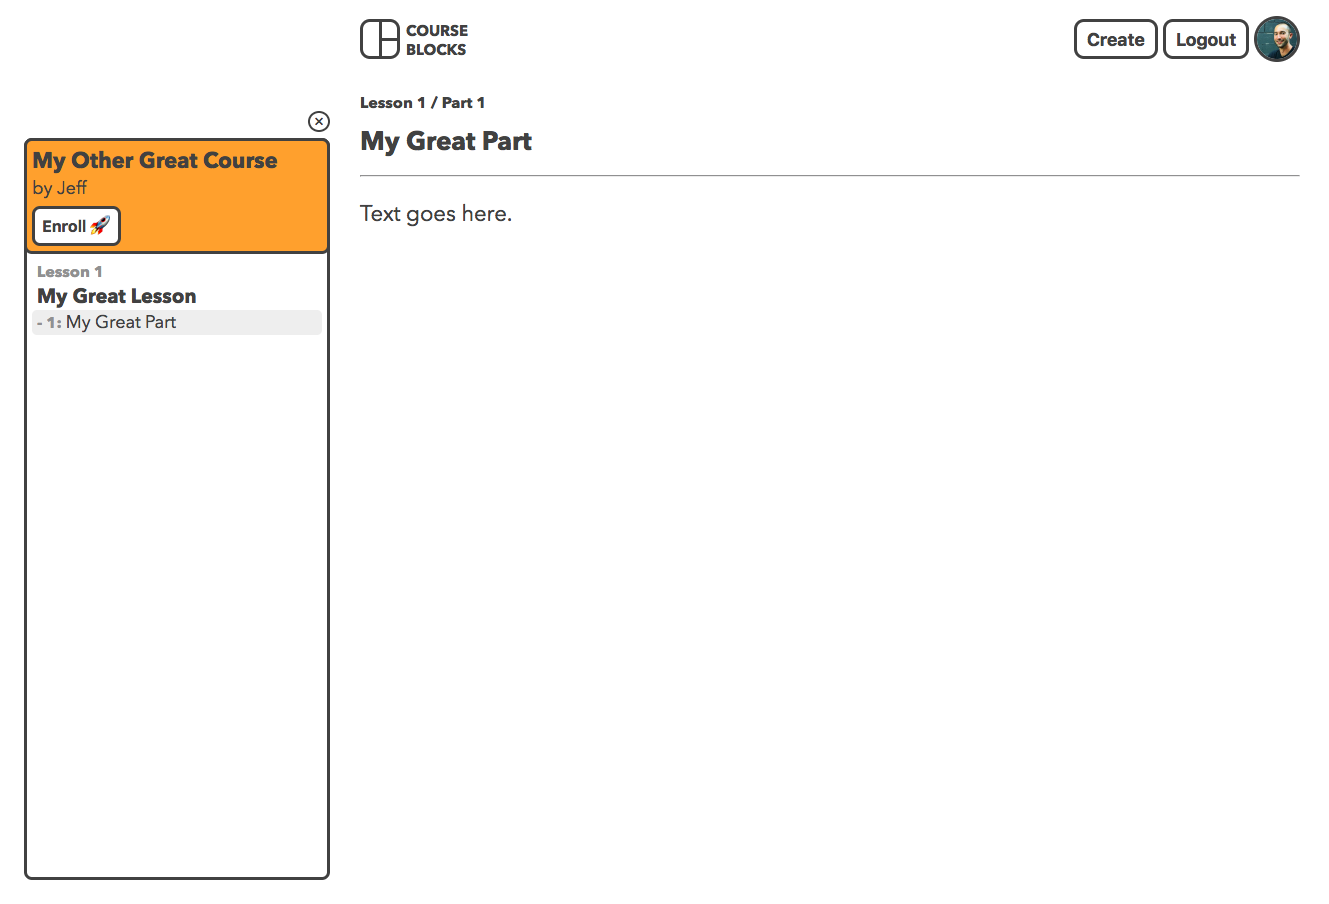 COURSE
BLOCKS
Create
Logout
Lesson 1 / Part 1
My Great Part
Text goes here.
My Other Great Course
by Jeff
Enroll 🚀
Lesson 1
My Great Lesson
- 1: My Great Part